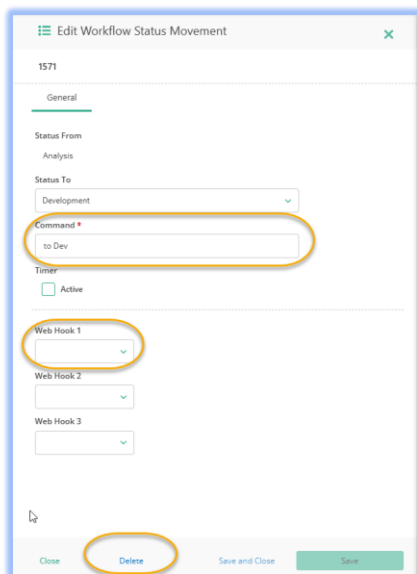 Edit Workflow Status Movement
1571
General
Status From
Analysis
Status To
Development
Command *
to Dev
Timer
Active
Web Hook 1
Web Hook 2
Web Hook 3
Close Delete Save and Close Save